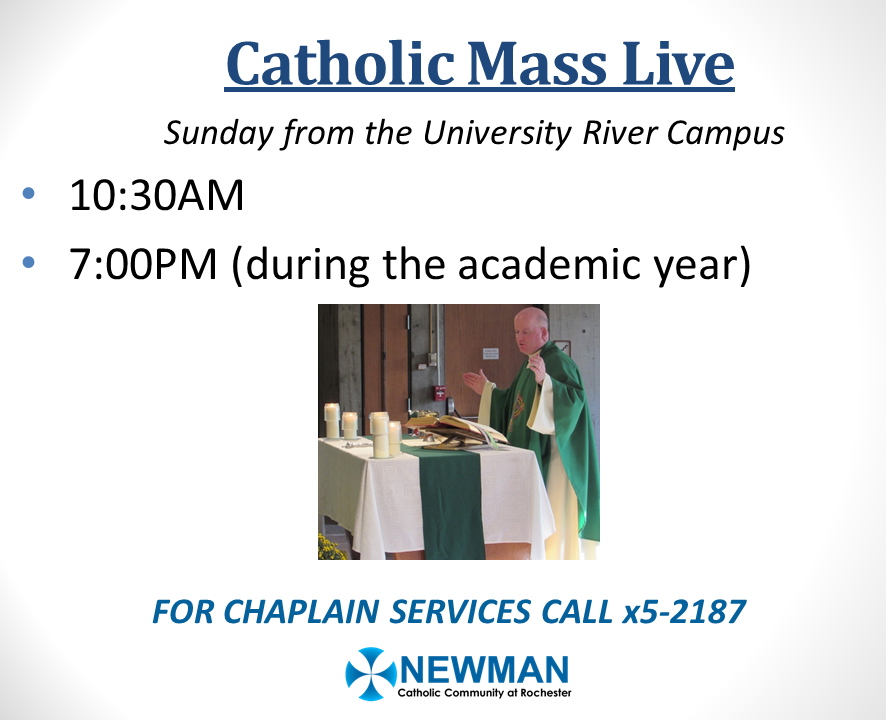 Catholic Mass Live
Sunday from the University River Campus
• 10:30AM
• 7:00PM (during the academic year)
FOR CHAPLAIN SERVICES CALL x5-2187
NEWMAN
Catholic Community at Rochester